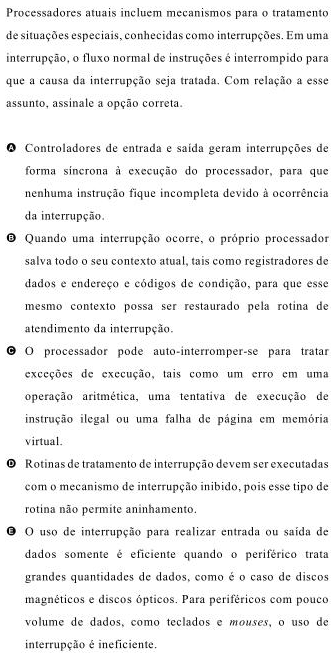 Processadores atuais incluem mecanismos para o tratamento
de situações especiais, conhecidas como interrupções. Em uma
interrupção, o fluxo normal de instruções é interrompido para
que a causa da interrupção seja tratada. Com relação a esse
assunto, assinale a opção correta.
A Controladores de entrada e saída geram interrupções de
forma síncrona à execução do processador, para que
nenhuma instrução fique incompleta devido à ocorrência
da interrupção.
B Quando uma interrupção ocorre, o próprio processador
salva todo o seu contexto atual, tais como registradores de
dados e endereço e códigos de condição, para que esse
mesmo contexto possa ser restaurado pela rotina de
atendimento da interrupção.
C O processador pode auto-interromper-se para tratar
exceções de execução, tais como um erro em uma
operação aritmética, uma tentativa de execução de
instrução ilegal ou uma falha de página em memória
virtual.
D Rotinas de tratamento de interrupção devem ser executadas
com o mecanismo de interrupção inibido, pois esse tipo de
rotina não permite aninhamento.
E O uso de interrupção para realizar entrada ou saída de
dados somente é eficiente quando o periférico trata
grandes quantidades de dados, como é o caso de discos
magnéticos e discos ópticos. Para periféricos com pouco
volume de dados, como teclados e mouses, o uso de
interrupção é ineficiente.